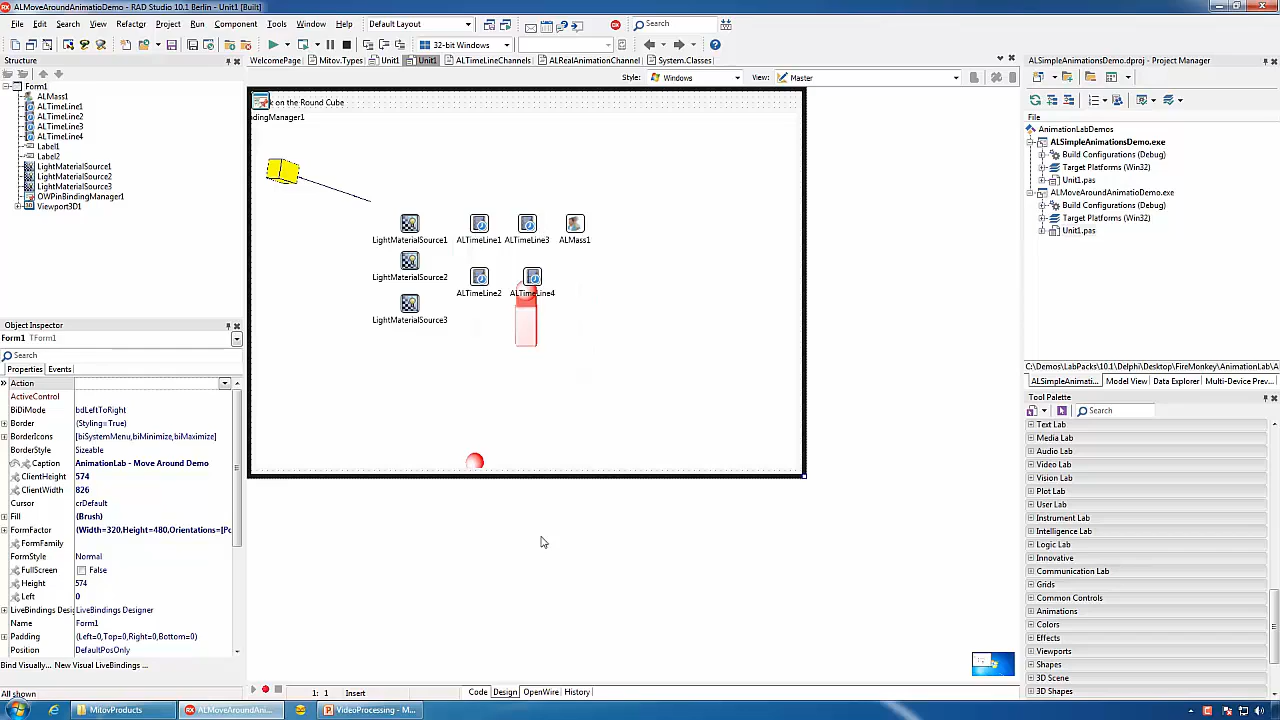 ALMoveAroundAnimatioDemo - RAD Studio 10.1 Berlin - Unit1 [Built]
File Edit Search View Refactor Project Run Component Tools Window Help Default Layout Search
32-bit Windows
Structure
WelcomePage Mitov.Types Unit1 Unit1 ALTimeLineChannels ALRealAnimationChannel System.Classes
Style: Windows View: Master
Form1
ALMass1
ALTimeLine1
ALTimeLine2
ALTimeLine3
ALTimeLine4
Label1
Label2
LightMaterialSource1
LightMaterialSource2
LightMaterialSource3
OWPinBindingManager1
Viewport3D1
k on the Round Cube
ndingManager1
LightMaterialSource1 ALTimeLine1 ALTimeLine3 ALMass1
LightMaterialSource2 ALTimeLine2 ALTimeLine4
LightMaterialSource3
Object Inspector
Form1 TForm1
Search
Properties Events
Action
ActiveControl
BiDiMode bdLeftToRight
Border (Styling=True)
BorderIcons [biSystemMenu,biMinimize,biMaximize]
BorderStyle Sizeable
Caption AnimationLab - Move Around Demo
ClientHeight 574
ClientWidth 826
Cursor crDefault
Fill (Brush)
FormFactor (Width=320,Height=480,Orientations=[Po
FormFamily
FormStyle Normal
FullScreen False
Height 574
Left 0
LiveBindings Desig LiveBindings Designer
Name Form1
Padding (Left=0,Top=0,Right=0,Bottom=0)
Position DefaultPosOnly
Bind Visually... New Visual LiveBindings ...
All shown
1: Insert Code Design OpenWire History
ALSimpleAnimationsDemo.dproj - Project Manager
File
AnimationLabDemos
ALSimpleAnimationsDemo.exe
Build Configurations (Debug)
Target Platforms (Win32)
Unit1.pas
ALMoveAroundAnimatioDemo.exe
Build Configurations (Debug)
Target Platforms (Win32)
Unit1.pas
C:\Demos\LabPacks\10.1\Delphi\Desktop\FireMonkey\AnimationLab\A
ALSimpleAnimati... Model View Data Explorer Multi-Device Prev...
Tool Palette
Search
Text Lab
Media Lab
Audio Lab
Video Lab
Vision Lab
Plot Lab
User Lab
Instrument Lab
Intelligence Lab
Logic Lab
Innovative
Communication Lab
Grids
Common Controls
Animations
Colors
Effects
Viewports
Shapes
3D Scene
3D Shapes
MitovProducts ALMoveAroundAni... VideoProcessing - M...